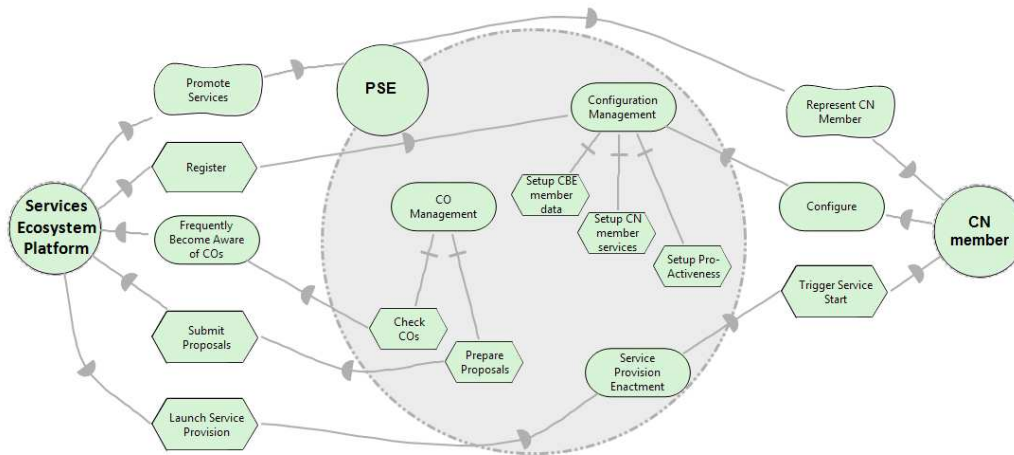 Promote
Services
PSE
Configuration
Management
Represent CN
Member
Register
Setup CBE
member
data
CO
Management
Setup CN
member
services
Configure
Services
Ecosystem
Platform
Frequently
Become Aware
of COs
CN
member
Setup Pro-
Activeness
Trigger Service
Start
Submit
Proposals
Check
COs
Prepare
Proposals
Service
Provision
Enactment
Launch Service
Provision